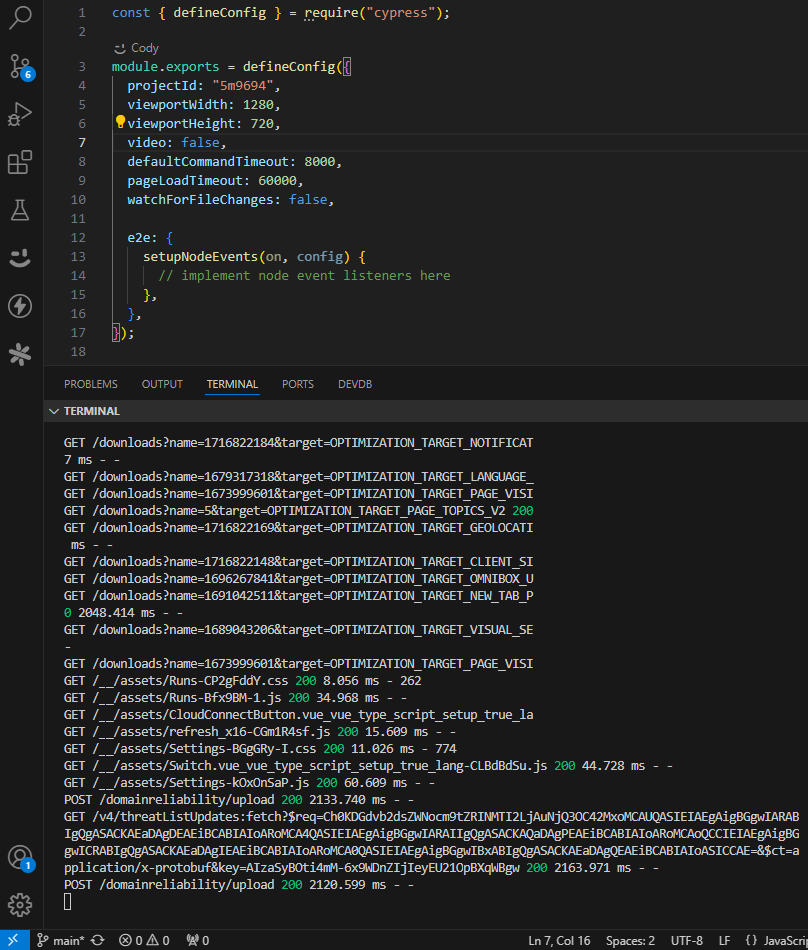 1 const { defineConfig } = require("cypress");
2
Cody
3 module.exports = defineConfig({
4 projectId: "5m9694",
5 viewportWidth: 1280,
6 viewportHeight: 720,
7 video: false,
8 defaultCommandTimeout: 8000,
9 pageLoadTimeout: 60000,
10 watchForFileChanges: false,
11
12 e2e: {
13 setupNodeEvents(on, config) {
14 // implement node event listeners here
15 },
16 },
17 });
18
6
PROBLEMS OUTPUT TERMINAL PORTS DEVDB
TERMINAL
GET /downloads?name=1716822184&target=OPTIMIZATION_TARGET_NOTIFICAT
7 ms - -
GET /downloads?name=1679317318&target=OPTIMIZATION_TARGET_LANGUAGE_
GET /downloads?name=1673999601&target=OPTIMIZATION_TARGET_PAGE_VISI
GET /downloads?name=5&target=OPTIMIZATION_TARGET_PAGE_TOPICS_V2 200
GET /downloads?name=1716822169&target=OPTIMIZATION_TARGET_GEOLOCATI
ms - -
GET /downloads?name=1716822148&target=OPTIMIZATION_TARGET_CLIENT_SI
GET /downloads?name=1696267841&target=OPTIMIZATION_TARGET_OMNIBOX_U
GET /downloads?name=1691042511&target=OPTIMIZATION_TARGET_NEW_TAB_P
0 2048.414 ms - -
GET /downloads?name=1689043206&target=OPTIMIZATION_TARGET_VISUAL_SE
-
GET /downloads?name=1673999601&target=OPTIMIZATION_TARGET_PAGE_VISI
GET /__/assets/Runs-CP2gFddY.css 200 8.056 ms - 262
GET /__/assets/Runs-Bfx9BM-1.js 200 34.968 ms - -
GET /__/assets/CloudConnectButton.vue_vue_type_script_setup_true_la
GET /__/assets/refresh_x16-CGm1R4sf.js 200 15.609 ms - -
GET /__/assets/Settings-BGgGRy-I.css 200 11.026 ms - 774
GET /__/assets/Switch.vue_vue_type_script_setup_true_lang-CLBdBdSu.js 200 44.728 ms - -
GET /__/assets/Settings-kOxOnSaP.js 200 60.609 ms - -
POST /domainreliability/upload 200 2133.740 ms - -
GET /v4/threatListUpdates:fetch?$req=Ch0KDGdvb2dsZWNocm9tZRINMTI2LjAuNjQ3OC42MxoMCAUQASIEIAEgAigBGgwIARAB
IgQgASACKAEaDAgDEAEiBCABIAIoARoMCA4QASIEIAEgAigBGgwIARAIIgQgASACKAQaDAgPEAEiBCABIAIoARoMCAoQCCIEIAEgAigBG
gwICRABIgQgASACKAEaDAgIEAEiBCABIAIoARoMCA0QASIEIAEgAigBGgwIBxABIgQgASACKAEaDAgQEAEiBCABIAIoASICCAE=&$ct=a
pplication/x-protobuf&key=AIzaSyBOti4mM-6x9WDnZIjIeyEU21OpBXqWBgw 200 2163.971 ms - -
POST /domainreliability/upload 200 2120.599 ms - -
1
main* 0 0 0 Ln 7, Col 16 Spaces: 2 UTF-8 LF {} JavaScri